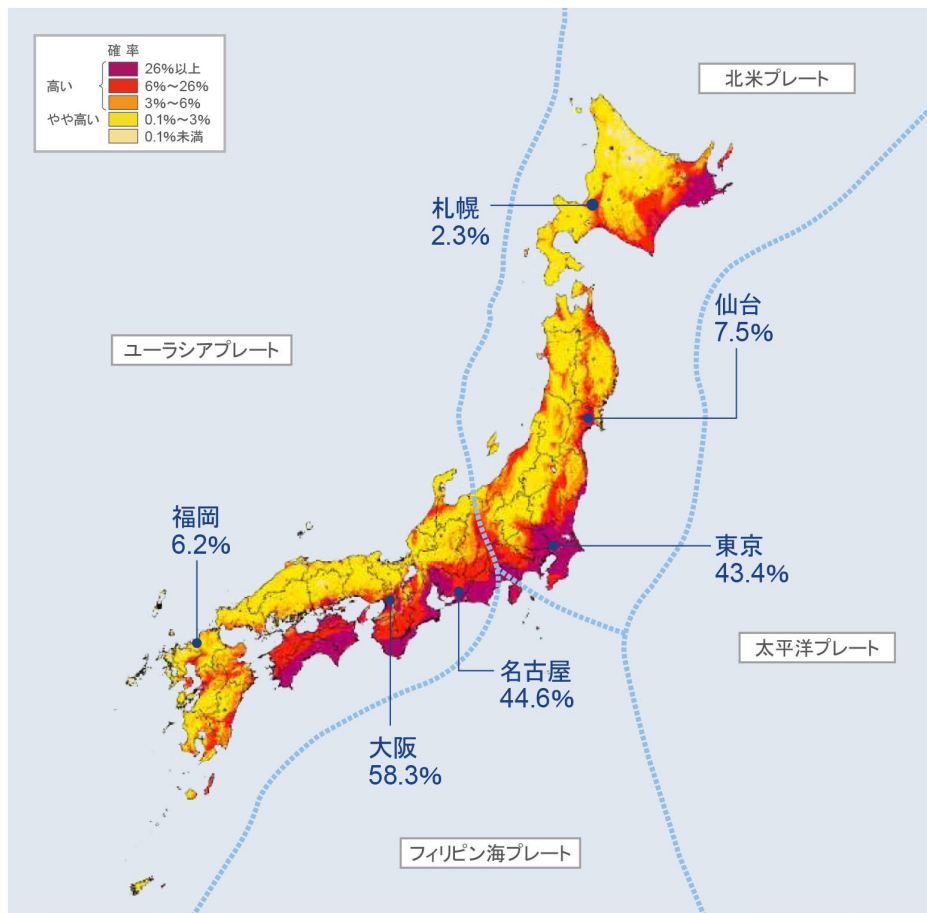 確率
高い
26%以上
6%～26%
3%～6%
やや高い
0.1%～3%
0.1%未満
北米プレート
札幌
2.3%
仙台
7.5%
ユーラシアプレート
福岡
6.2%
東京
43.4%
太平洋プレート
名古屋
44.6%
大阪
58.3%
フィリピン海プレート